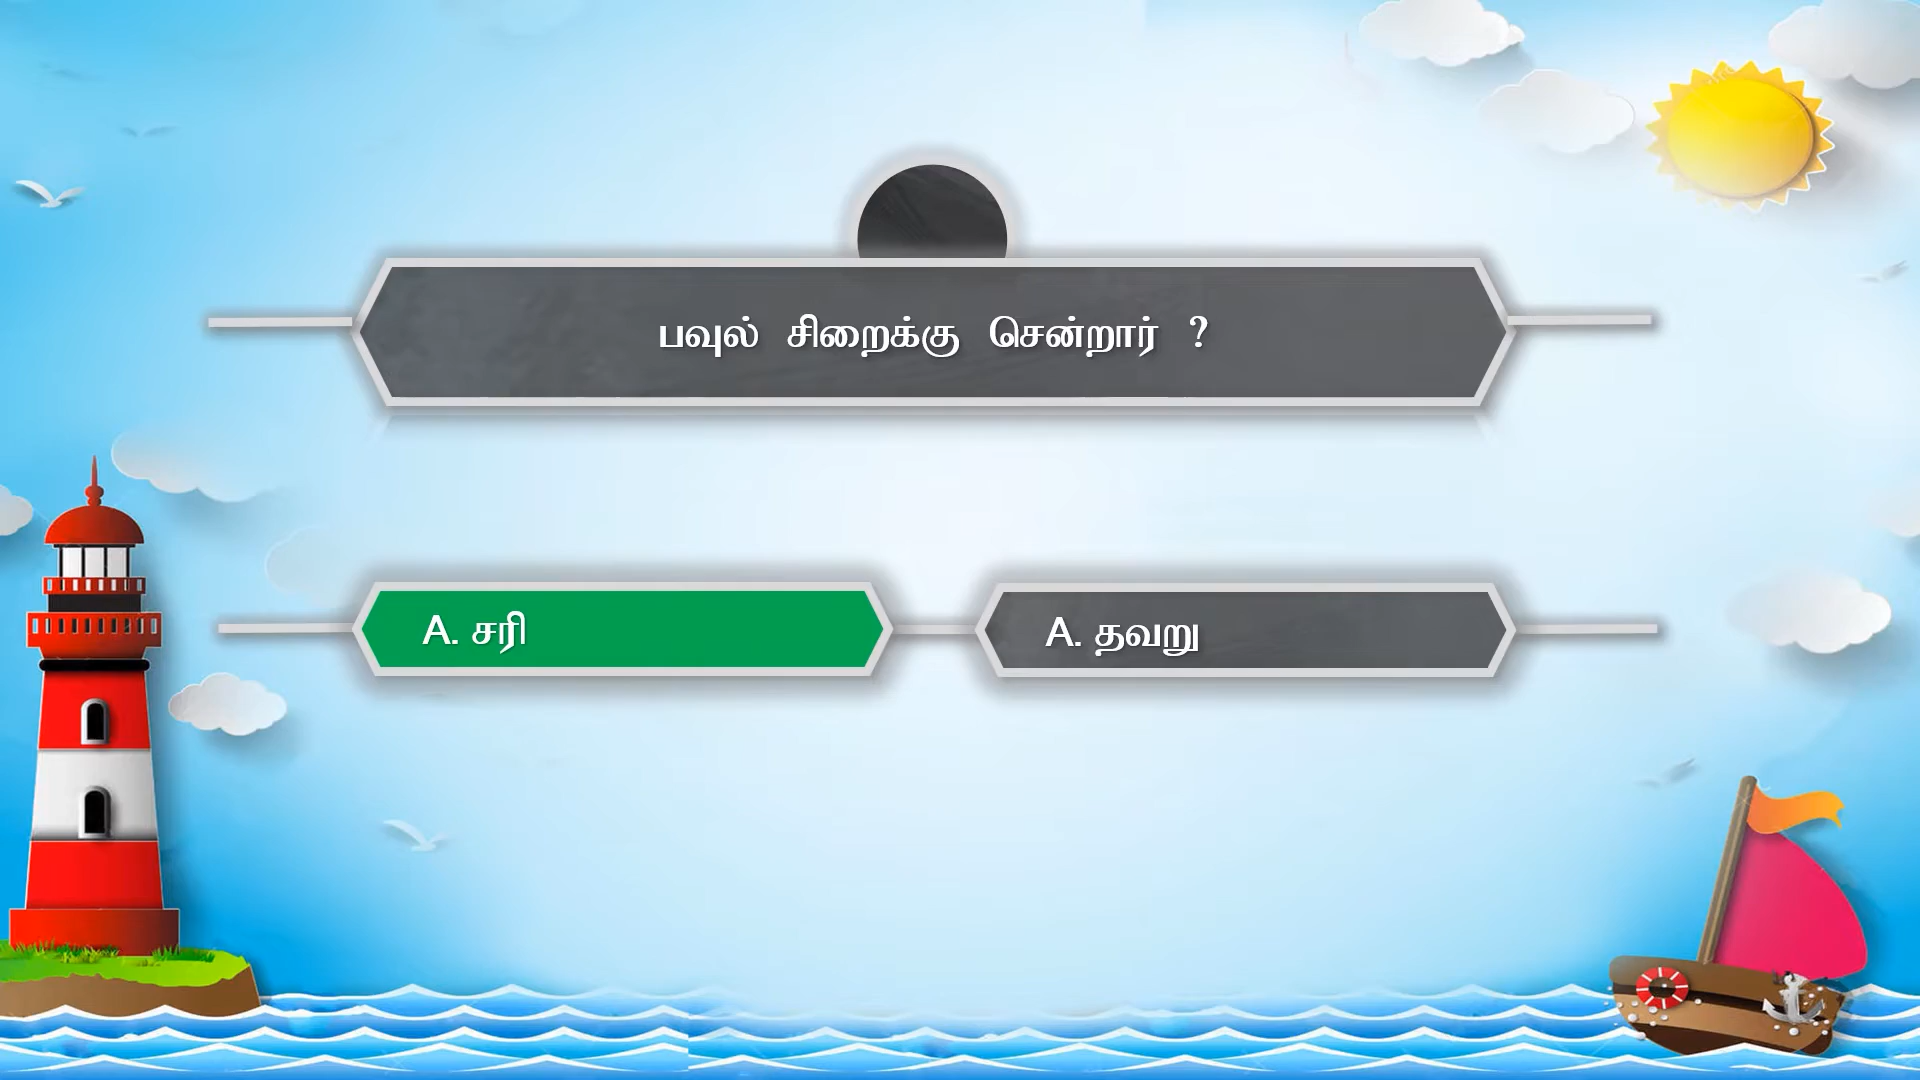 பவுல் சிறைக்கு சென்றார் ?
A. சரி
A. தவறு